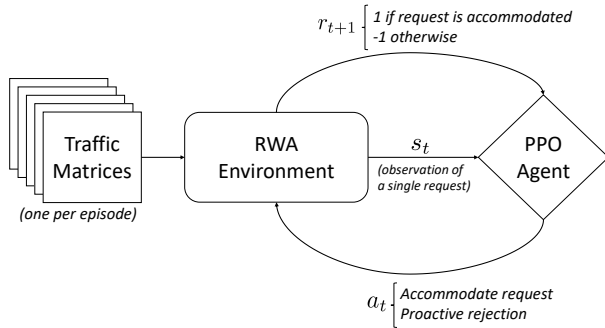 r_{t+1}
1 if request is accommodated
-1 otherwise
Traffic
Matrices
(one per episode)
RWA
Environment
s_t
(observation of
a single request)
PPO
Agent
a_t
Accommodate request
Proactive rejection